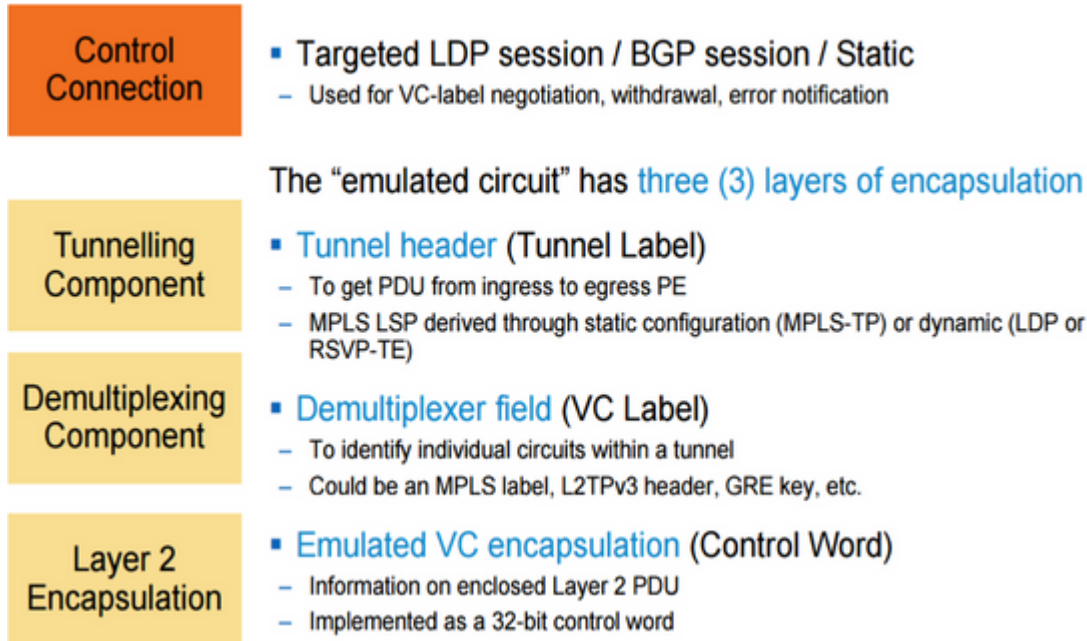 Control
Connection
▪ Targeted LDP session / BGP session / Static
– Used for VC-label negotiation, withdrawal, error notification
The “emulated circuit” has three (3) layers of encapsulation
Tunnelling
Component
▪ Tunnel header (Tunnel Label)
– To get PDU from ingress to egress PE
– MPLS LSP derived through static configuration (MPLS-TP) or dynamic (LDP or
RSVP-TE)
Demultiplexing
Component
▪ Demultiplexer field (VC Label)
– To identify individual circuits within a tunnel
– Could be an MPLS label, L2TPv3 header, GRE key, etc.
Layer 2
Encapsulation
▪ Emulated VC encapsulation (Control Word)
– Information on enclosed Layer 2 PDU
– Implemented as a 32-bit control word